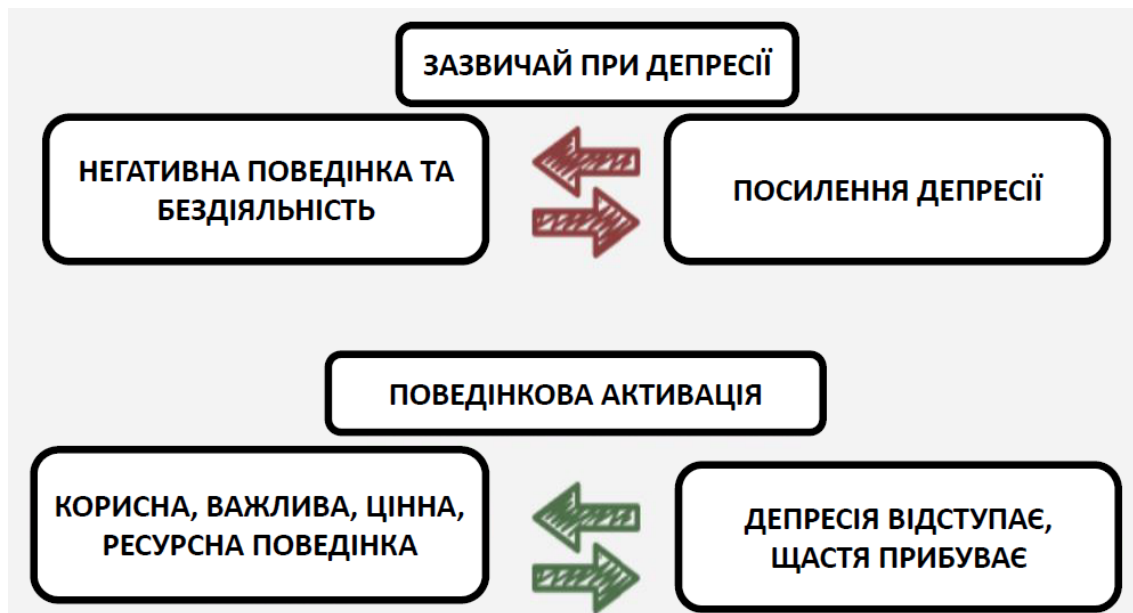 ЗАЗВИЧАЙ ПРИ ДЕПРЕСІЇ
НЕГАТИВНА ПОВЕДІНКА ТА
БЕЗДІЯЛЬНІСТЬ
ПОСИЛЕННЯ ДЕПРЕСІЇ
ПОВЕДІНКОВА АКТИВАЦІЯ
КОРИСНА, ВАЖЛИВА, ЦІННА,
РЕСУРСНА ПОВЕДІНКА
ДЕПРЕСІЯ ВІДСТУПАЄ,
ЩАСТЯ ПРИБУВАЄ